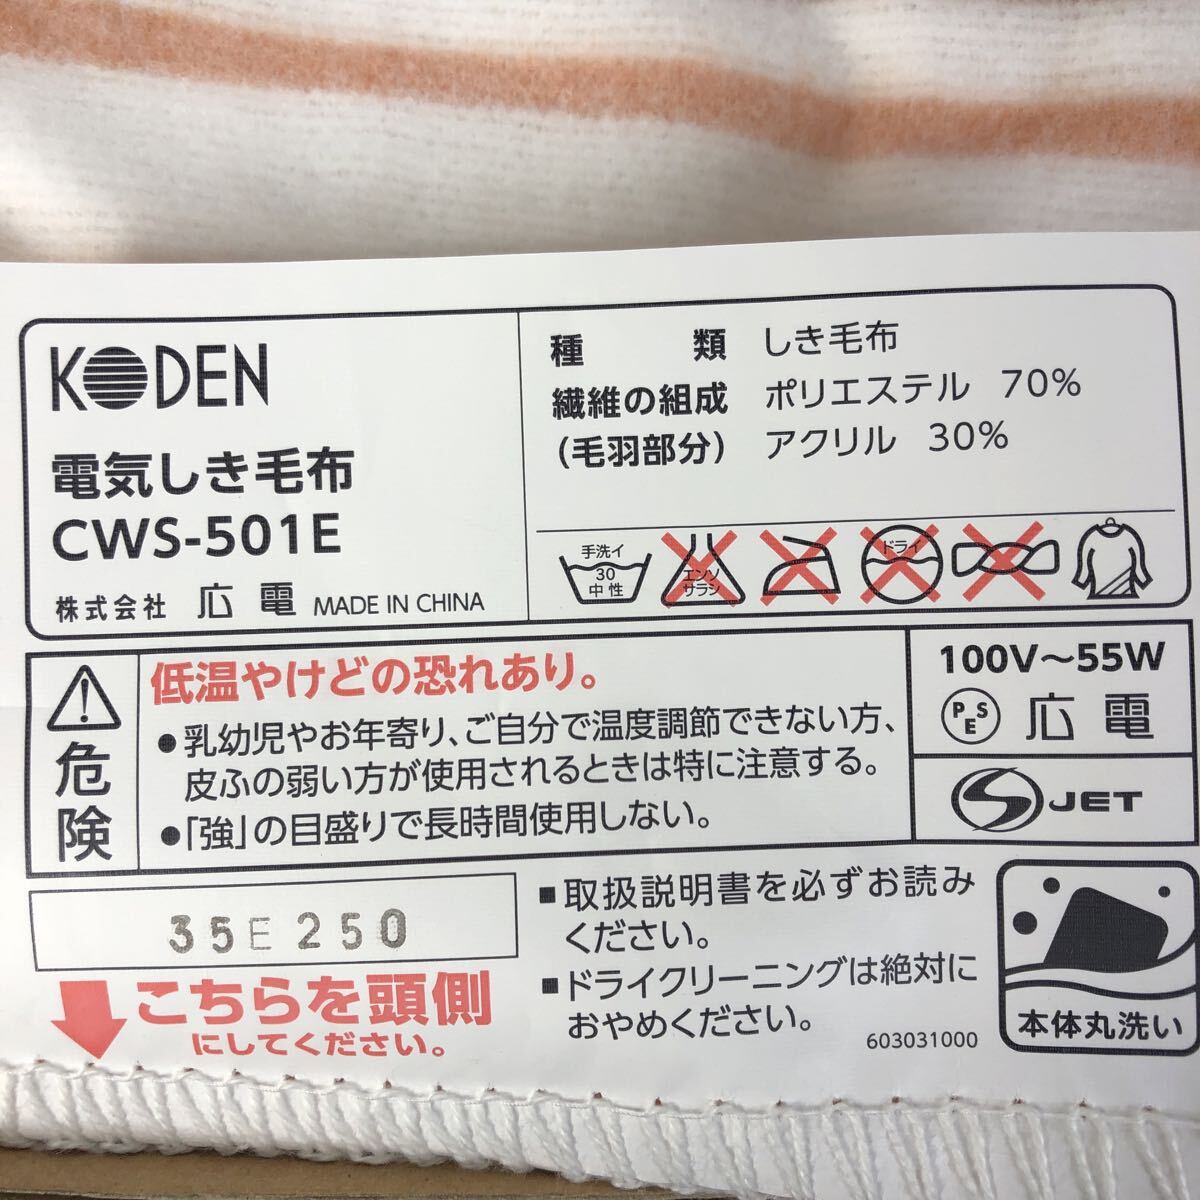 KODEN
電気しき毛布
CWS-501E
株式会社 広電 MADE IN CHINA
種類 しき毛布
繊維の組成 ポリエステル 70%
(毛羽部分) アクリル 30%
手洗イ
30
中性
エンソ
サラシ
ドライ
危険
低温やけどの恐れあり。
●乳幼児やお年寄り、ご自分で温度調節できない方、
皮ふの弱い方が使用されるときは特に注意する。
●「強」の目盛りで長時間使用しない。
100V～55W
PSE 広電
S JET
35E250
こちらを頭側
にしてください。
■取扱説明書を必ずお読み
ください。
■ドライクリーニングは絶対に
おやめください。
603031000
本体丸洗い